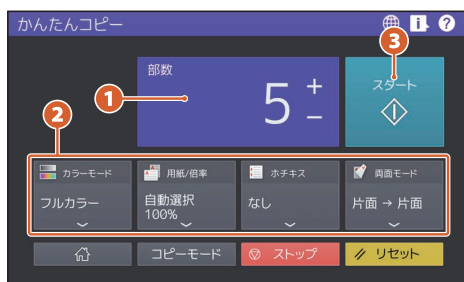 かんたんコピー
i ?
3
部数
スタート
1
5 + −
2
カラーモード
用紙/倍率
ホチキス
両面モード
フルカラー
自動選択
100%
なし
片面 → 片面
コピーモード
ストップ
リセット